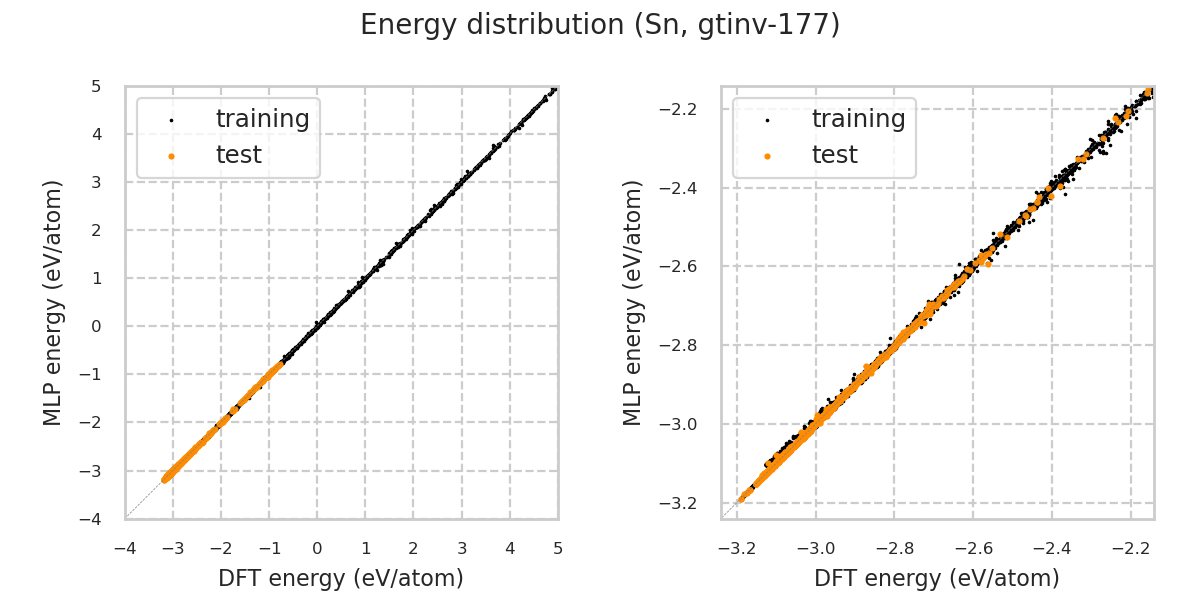 Energy distribution (Sn, gtinv-177)
training
test
5
4
3
2
1
0
−1
−2
−3
−4
−4 −3 −2 −1 0 1 2 3 4 5
MLP energy (eV/atom)
DFT energy (eV/atom)
training
test
−2.2
−2.4
−2.6
−2.8
−3.0
−3.2
−3.2 −3.0 −2.8 −2.6 −2.4 −2.2
MLP energy (eV/atom)
DFT energy (eV/atom)